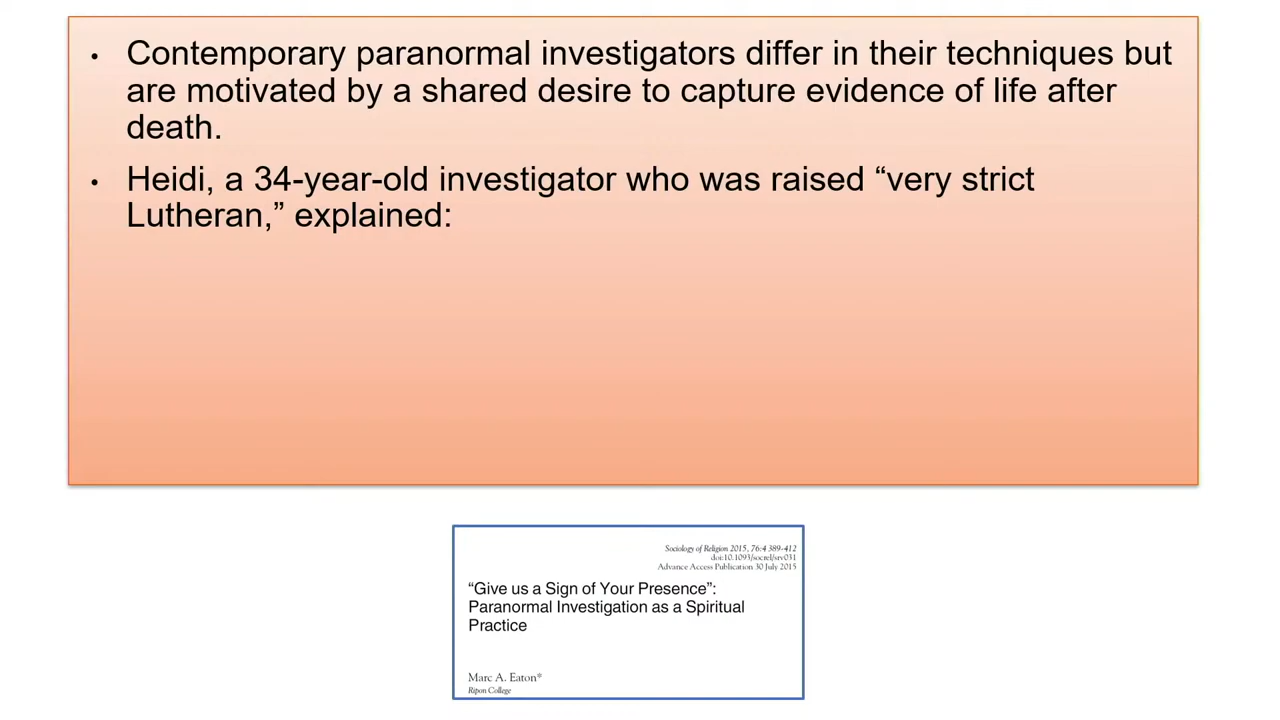 • Contemporary paranormal investigators differ in their techniques but
are motivated by a shared desire to capture evidence of life after
death.
• Heidi, a 34-year-old investigator who was raised “very strict
Lutheran,” explained:
Sociology of Religion 2015, 76:4 389-412
doi:10.1093/socrel/srv031
Advance Access Publication 30 July 2015
“Give us a Sign of Your Presence”:
Paranormal Investigation as a Spiritual
Practice
Marc A. Eaton*
Ripon College